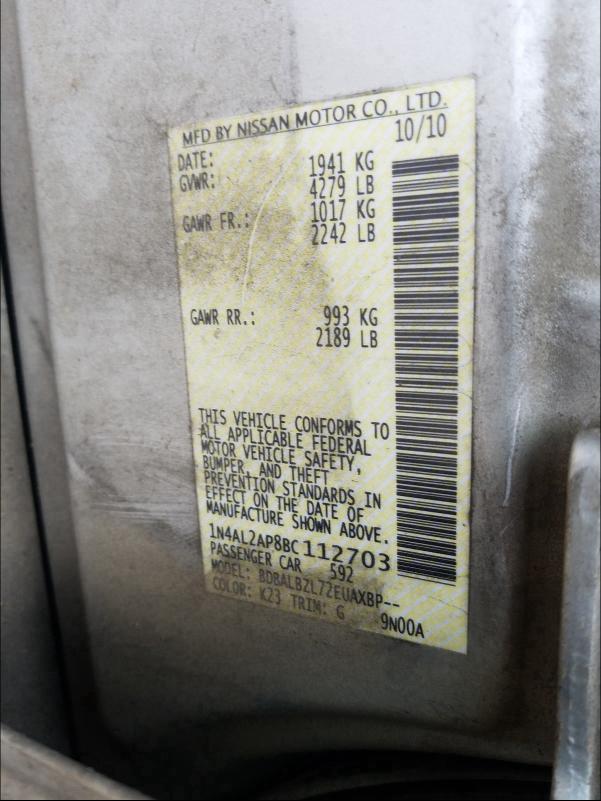 MFD BY NISSAN MOTOR CO., LTD.
DATE: 10/10
GVWR: 1941 KG
4279 LB
GAWR FR.: 1017 KG
2242 LB
GAWR RR.: 993 KG
2189 LB
THIS VEHICLE CONFORMS TO
ALL APPLICABLE FEDERAL
MOTOR VEHICLE SAFETY,
BUMPER, AND THEFT
PREVENTION STANDARDS IN
EFFECT ON THE DATE OF
MANUFACTURE SHOWN ABOVE.
1N4AL2AP8BC112703
PASSENGER CAR 592
MODEL: BDBALBZL72EUAXBP--
COLOR: K23 TRIM: G 9N00A